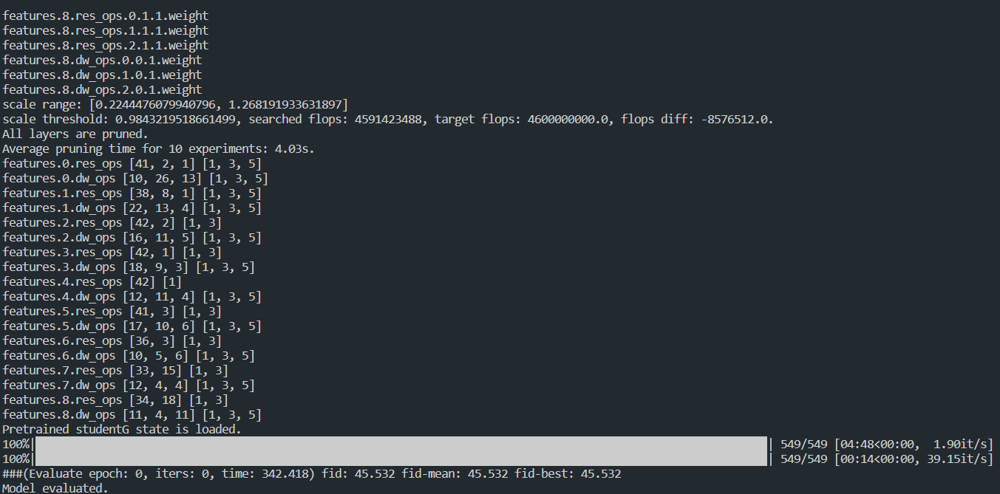 features.8.res_ops.0.1.1.weight
features.8.res_ops.1.1.1.weight
features.8.res_ops.2.1.1.weight
features.8.dw_ops.0.0.1.weight
features.8.dw_ops.1.0.1.weight
features.8.dw_ops.2.0.1.weight
scale range: [0.2244476079940796, 1.268191933631897]
scale threshold: 0.9843219518661499, searched flops: 4591423488, target flops: 4600000000.0, flops diff: -8576512.0.
All layers are pruned.
Average pruning time for 10 experiments: 4.03s.
features.0.res_ops [41, 2, 1] [1, 3, 5]
features.0.dw_ops [10, 26, 13] [1, 3, 5]
features.1.res_ops [38, 8, 1] [1, 3, 5]
features.1.dw_ops [22, 13, 4] [1, 3, 5]
features.2.res_ops [42, 2] [1, 3]
features.2.dw_ops [16, 11, 5] [1, 3, 5]
features.3.res_ops [42, 1] [1, 3]
features.3.dw_ops [18, 9, 3] [1, 3, 5]
features.4.res_ops [42] [1]
features.4.dw_ops [12, 11, 4] [1, 3, 5]
features.5.res_ops [41, 3] [1, 3]
features.5.dw_ops [17, 10, 6] [1, 3, 5]
features.6.res_ops [36, 3] [1, 3]
features.6.dw_ops [10, 5, 6] [1, 3, 5]
features.7.res_ops [33, 15] [1, 3]
features.7.dw_ops [12, 4, 4] [1, 3, 5]
features.8.res_ops [34, 18] [1, 3]
features.8.dw_ops [11, 4, 11] [1, 3, 5]
Pretrained studentG state is loaded.
100%| | 549/549 [04:48<00:00,  1.90it/s]
100%| | 549/549 [00:14<00:00, 39.15it/s]
###(Evaluate epoch: 0, iters: 0, time: 342.418) fid: 45.532 fid-mean: 45.532 fid-best: 45.532
Model evaluated.